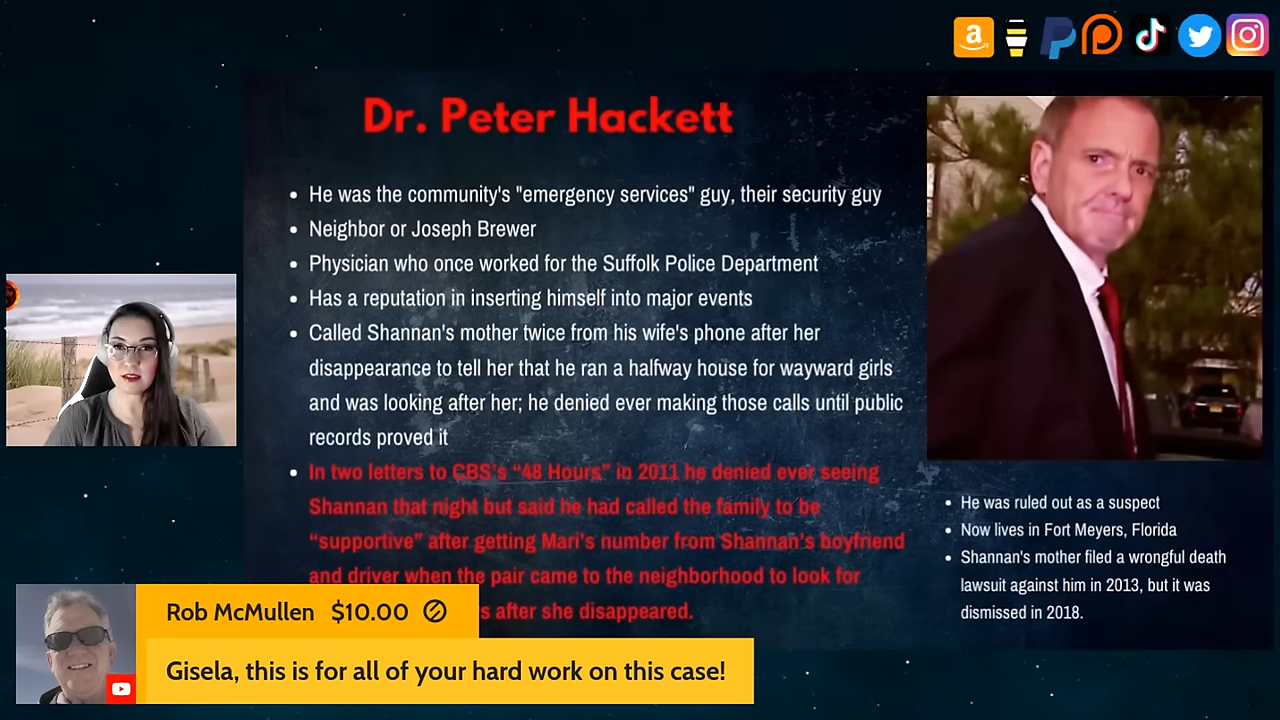 Dr. Peter Hackett
He was the community's "emergency services" guy, their security guy
Neighbor or Joseph Brewer
Physician who once worked for the Suffolk Police Department
Has a reputation in inserting himself into major events
Called Shannan's mother twice from his wife's phone after her
disappearance to tell her that he ran a halfway house for wayward girls
and was looking after her; he denied ever making those calls until public
records proved it
In two letters to CBS's “48 Hours” in 2011 he denied ever seeing
Shannan that night but said he had called the family to be
“supportive” after getting Mari's number from Shannan's boyfriend
and driver when the pair came to the neighborhood to look for
after she disappeared.
He was ruled out as a suspect
Now lives in Fort Meyers, Florida
Shannan's mother filed a wrongful death
lawsuit against him in 2013, but it was
dismissed in 2018.
Rob McMullen $10.00
Gisela, this is for all of your hard work on this case!